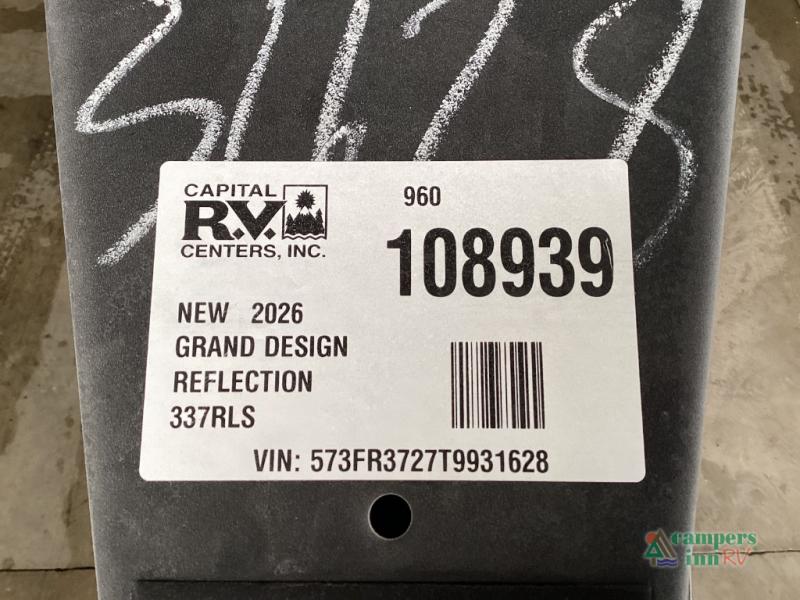 CAPITAL
R.V.
CENTERS, INC.
960
108939
NEW 2026
GRAND DESIGN
REFLECTION
337RLS
VIN: 573FR3727T9931628
campers
inn RV